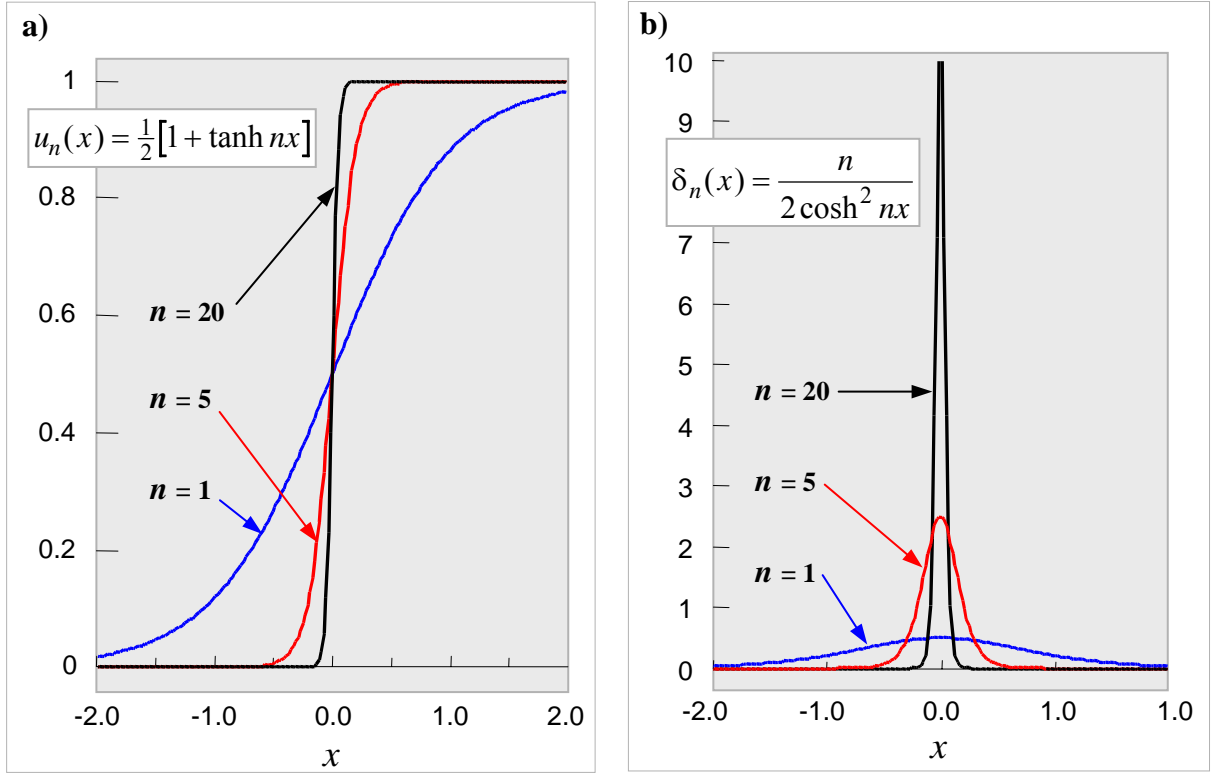 a)
1
u_n(x) = 1/2 [1 + tanh nx]
0.8
0.6
n = 20
n = 5
0.4
n = 1
0.2
0
-2.0 -1.0 0.0 1.0 2.0
x
b)
10
9
δ_n(x) = n / 2 cosh² nx
7
6
5
n = 20
4
3
n = 5
2
n = 1
1
0
-2.0 -1.0 0.0 1.0 1.0
x